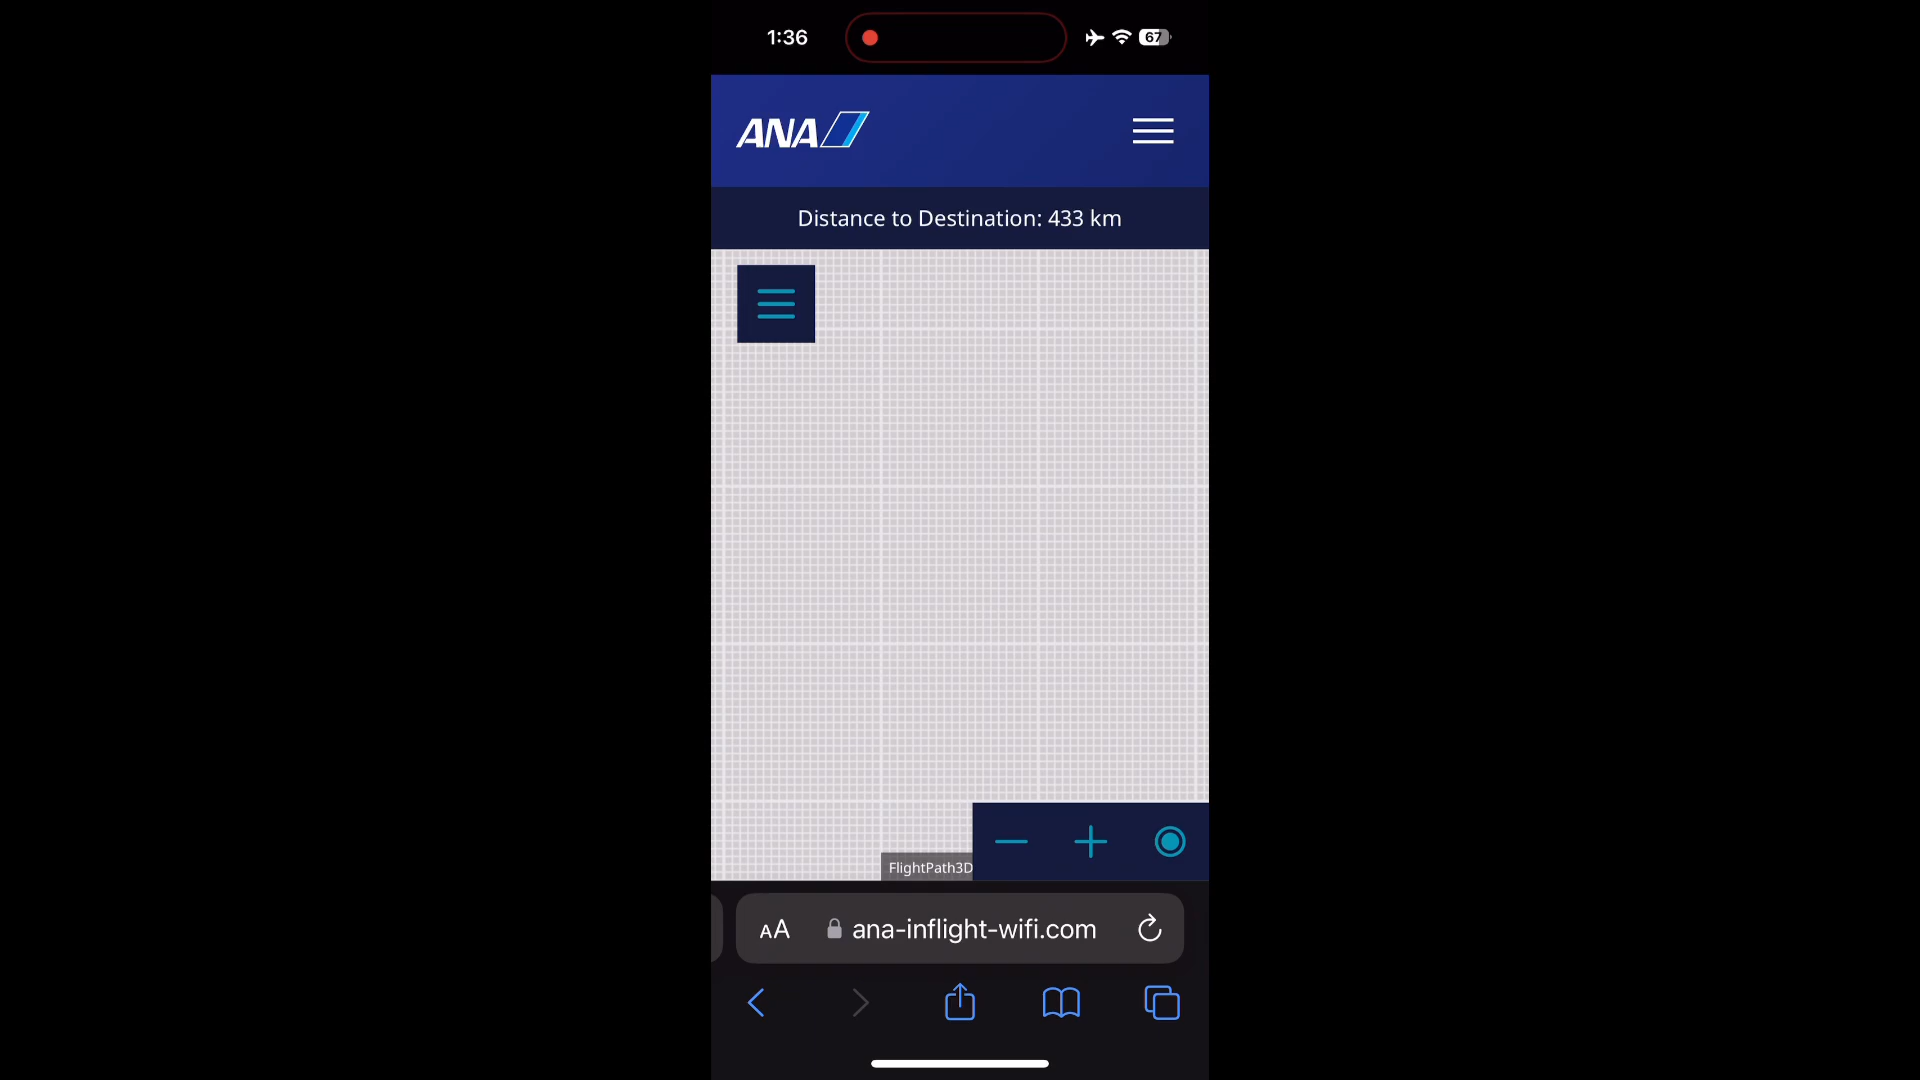 1:36
67
ANA
Distance to Destination: 433 km
FlightPath3D
AA
ana-inflight-wifi.com